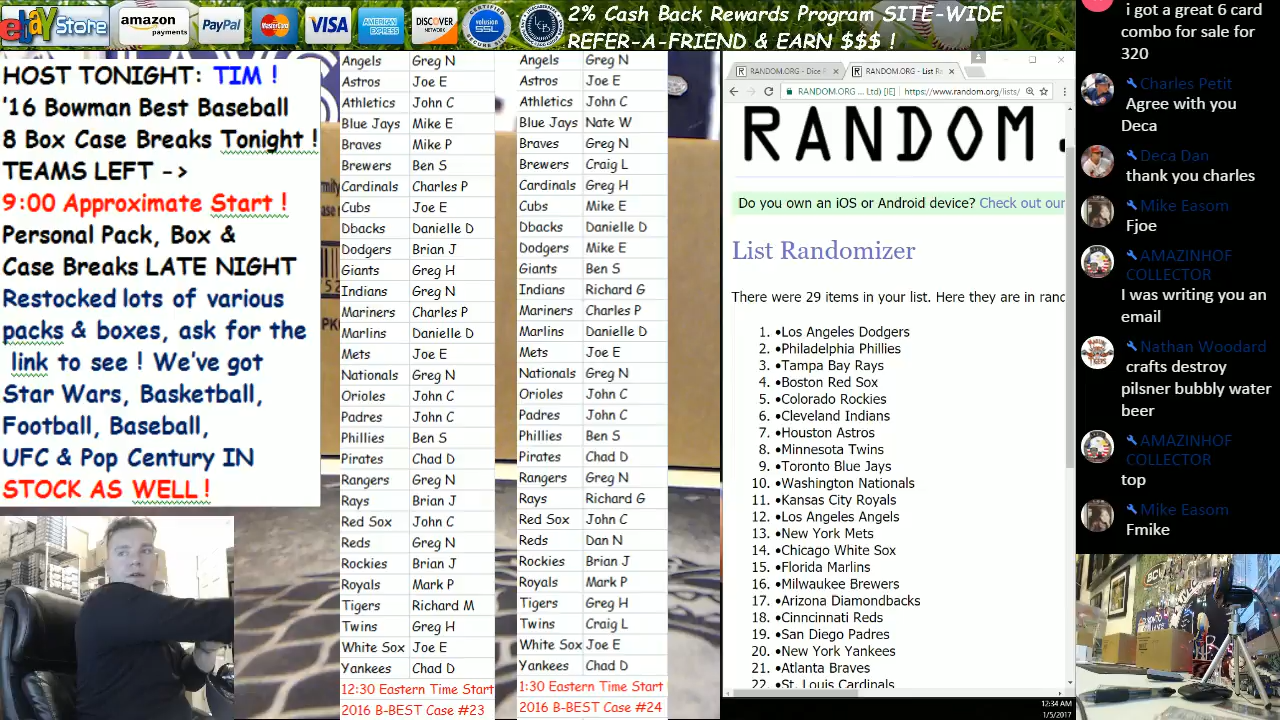 ebay Store
amazon payments
PayPal
MasterCard
VISA
AMERICAN EXPRESS
DISCOVER NETWORK
volusion SSL
2% Cash Back Rewards Program SITE-WIDE
REFER-A-FRIEND & EARN $$$ !
HOST TONIGHT: TIM !
'16 Bowman Best Baseball
8 Box Case Breaks Tonight !
TEAMS LEFT ->
9:00 Approximate Start !
Personal Pack, Box &
Case Breaks LATE NIGHT
Restocked lots of various
packs & boxes, ask for the
link to see ! We've got
Star Wars, Basketball,
Football, Baseball,
UFC & Pop Century IN
STOCK AS WELL !
Angels Greg N
Astros Joe E
Athletics John C
Blue Jays Mike E
Braves Mike P
Brewers Ben S
Cardinals Charles P
Cubs Joe E
Dbacks Danielle D
Dodgers Brian J
Giants Greg H
Indians Greg N
Mariners Charles P
Marlins Danielle D
Mets Joe E
Nationals Greg N
Orioles John C
Padres John C
Phillies Ben S
Pirates Chad D
Rangers Greg N
Rays Brian J
Red Sox John C
Reds Greg N
Rockies Brian J
Royals Mark P
Tigers Richard M
Twins Greg H
White Sox Joe E
Yankees Chad D
12:30 Eastern Time Start
2016 B-BEST Case #23
Angels Greg N
Astros Joe E
Athletics John C
Blue Jays Nate W
Braves Greg N
Brewers Craig L
Cardinals Greg H
Cubs Mike E
Dbacks Danielle D
Dodgers Mike E
Giants Ben S
Indians Richard G
Mariners Charles P
Marlins Danielle D
Mets Joe E
Nationals Greg N
Orioles John C
Padres John C
Phillies Ben S
Pirates Chad D
Rangers Greg N
Rays Richard G
Red Sox John C
Reds Dan N
Rockies Brian J
Royals Mark P
Tigers Greg H
Twins Craig L
White Sox Joe E
Yankees Chad D
1:30 Eastern Time Start
2016 B-BEST Case #24
RANDOM.ORG - Dice R
RANDOM.ORG - List R
RANDOM.ORG Ltd) [IE]
https://www.random.org/lists/
RANDOM.
Do you own an iOS or Android device? Check out our
List Randomizer
There were 29 items in your list. Here they are in ranc
1. •Los Angeles Dodgers
2. •Philadelphia Phillies
3. •Tampa Bay Rays
4. •Boston Red Sox
5. •Colorado Rockies
6. •Cleveland Indians
7. •Houston Astros
8. •Minnesota Twins
9. •Toronto Blue Jays
10. •Washington Nationals
11. •Kansas City Royals
12. •Los Angeles Angels
13. •New York Mets
14. •Chicago White Sox
15. •Florida Marlins
16. •Milwaukee Brewers
17. •Arizona Diamondbacks
18. •Cinncinati Reds
19. •San Diego Padres
20. •New York Yankees
21. •Atlanta Braves
22. •St. Louis Cardinals
12:34 AM
1/5/2017
i got a great 6 card
combo for sale for
320
Charles Petit
Agree with you
Deca
Deca Dan
thank you charles
Mike Easom
Fjoe
AMAZINHOF
COLLECTOR
I was writing you an
email
Nathan Woodard
crafts destroy
pilsner bubbly water
beer
AMAZINHOF
COLLECTOR
top
Mike Easom
Fmike